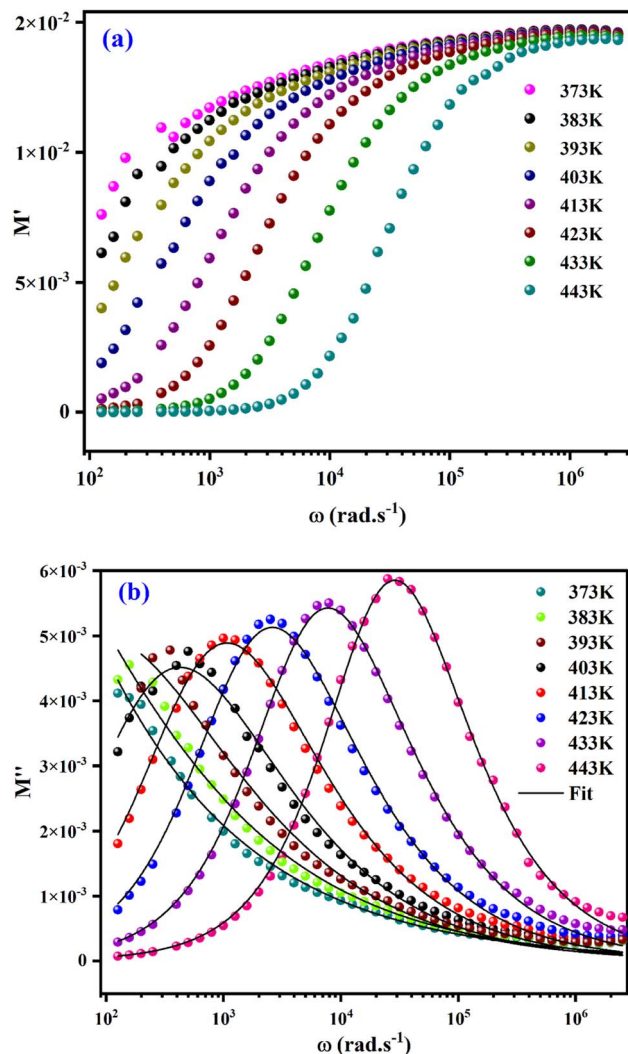 (a)
2×10⁻²
1×10⁻²
5×10⁻³
0
M'
373K
383K
393K
403K
413K
423K
433K
443K
10² 10³ 10⁴ 10⁵ 10⁶
ω (rad.s⁻¹)
(b)
6×10⁻³
5×10⁻³
4×10⁻³
3×10⁻³
2×10⁻³
1×10⁻³
0
M''
373K
383K
393K
403K
413K
423K
433K
443K
Fit
10² 10³ 10⁴ 10⁵ 10⁶
ω (rad.s⁻¹)